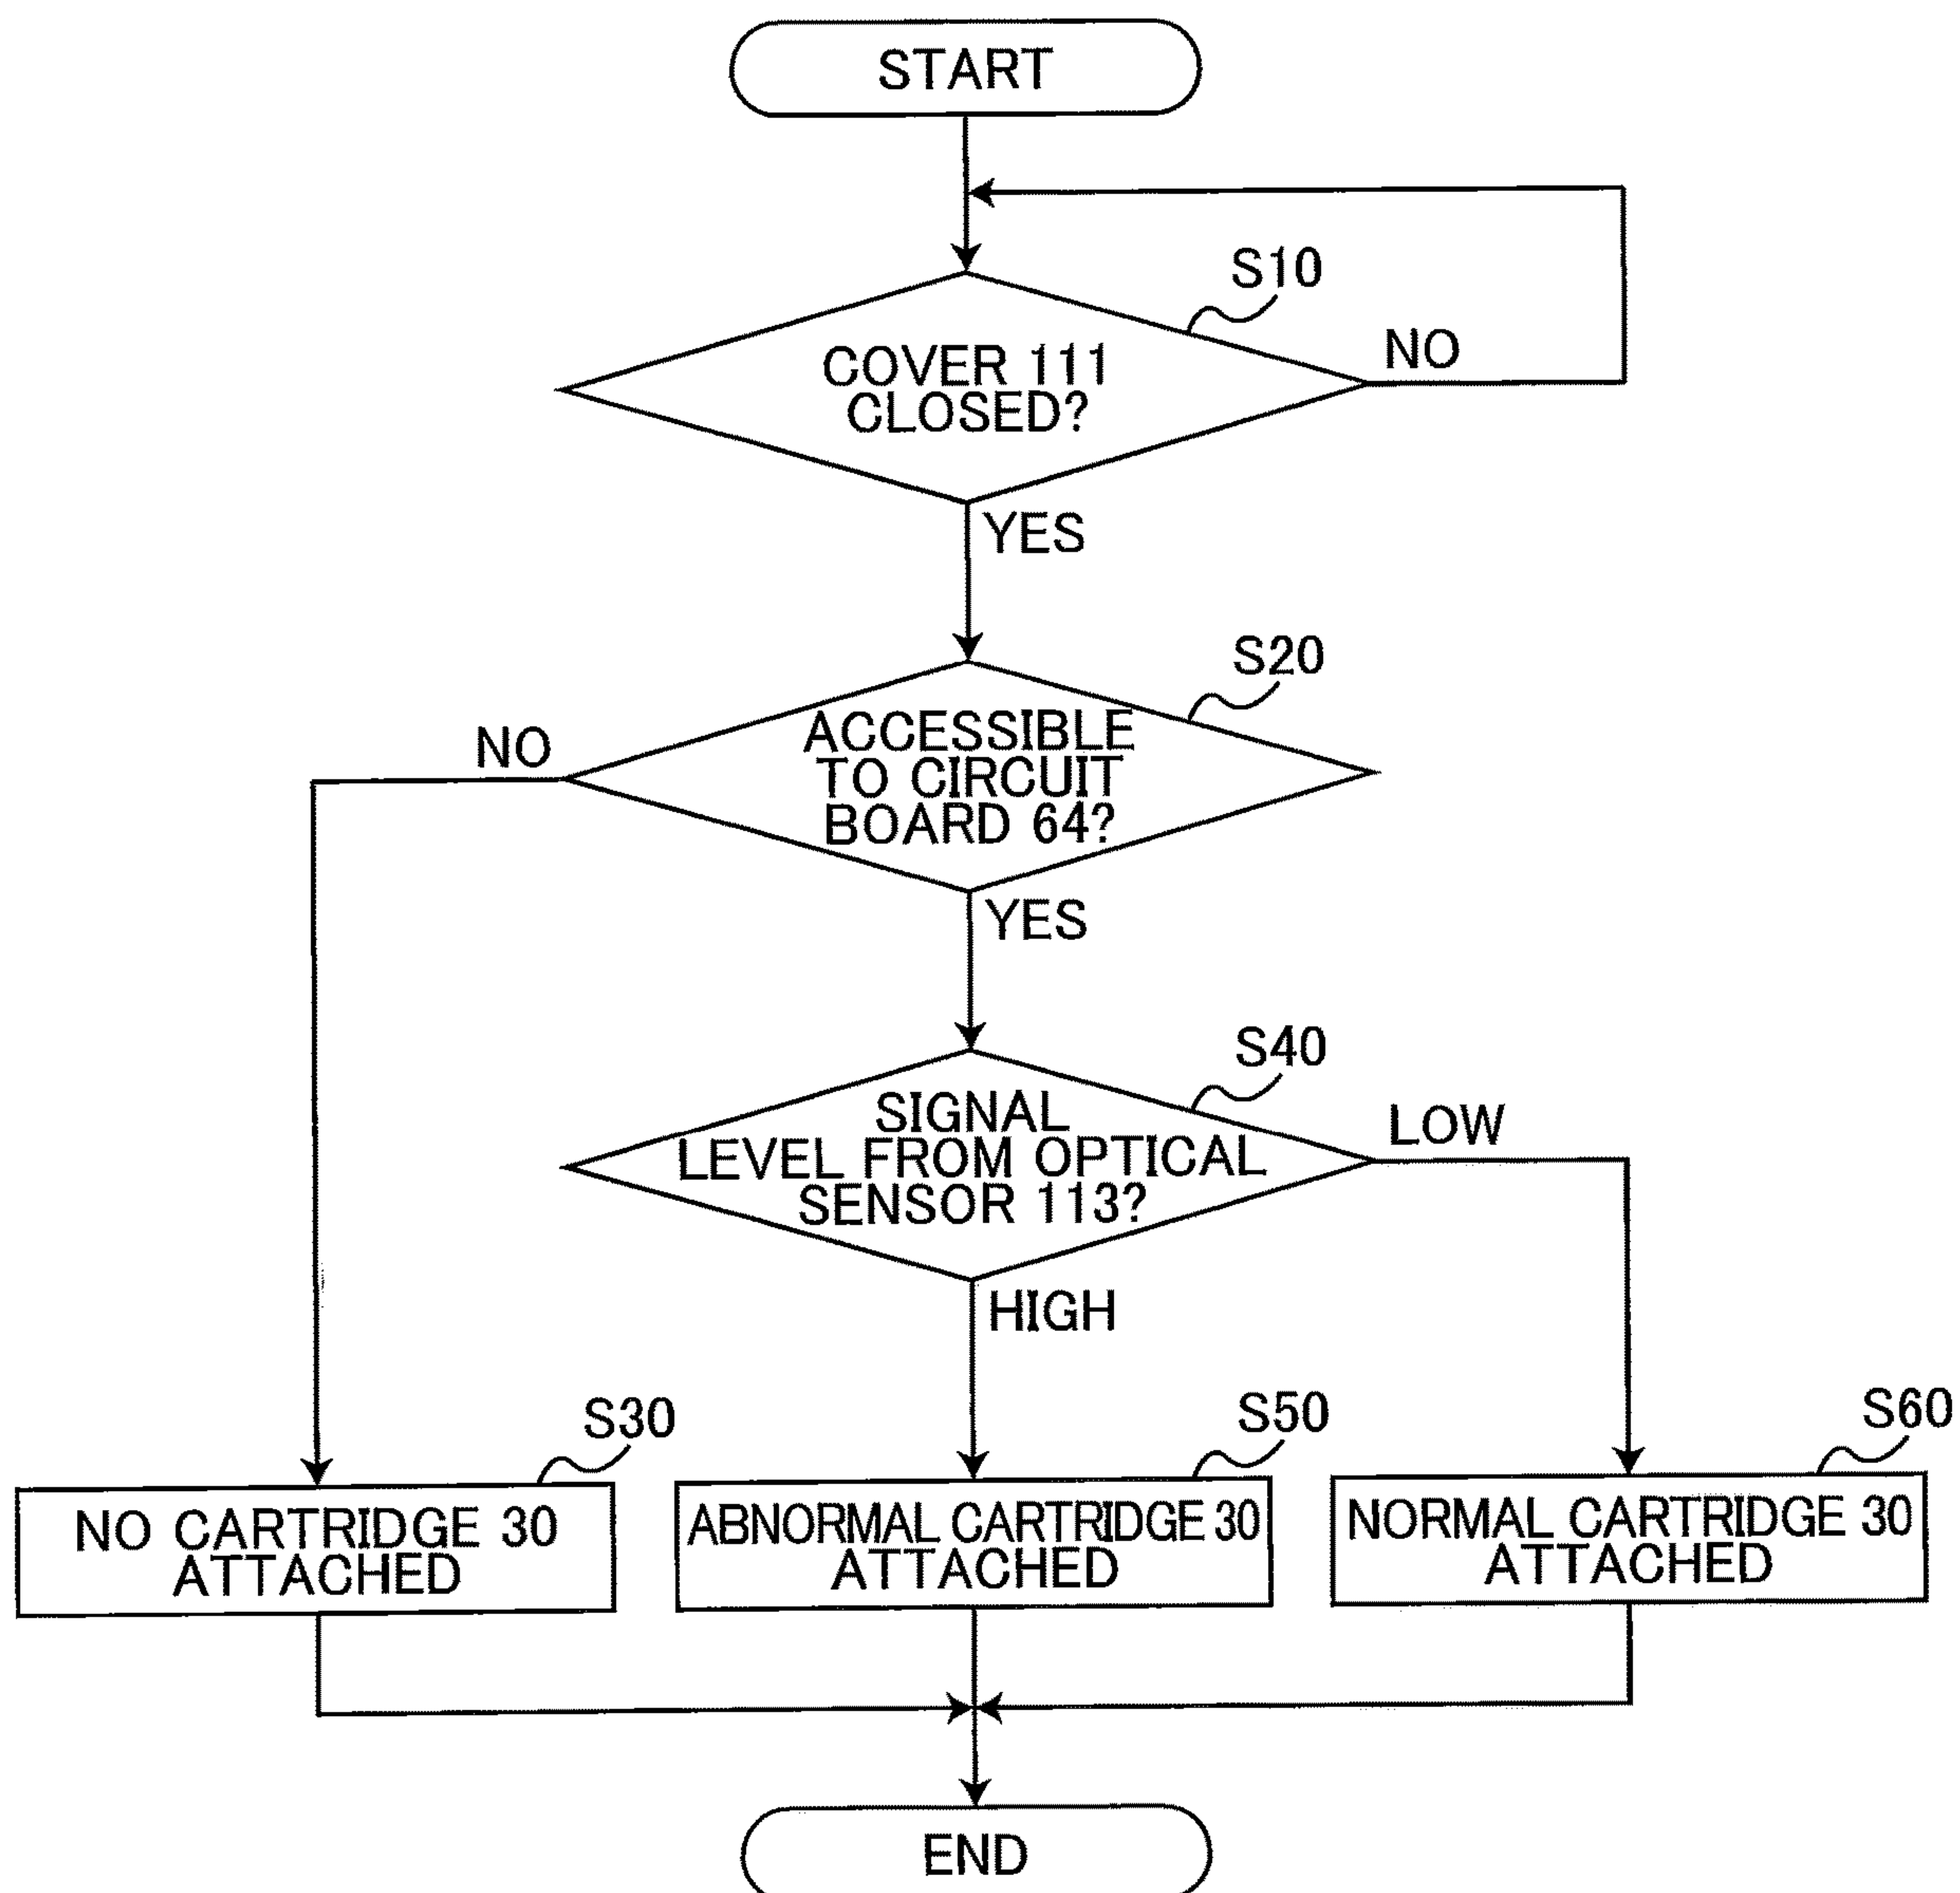 START
S10
COVER 111
CLOSED?
NO
YES
S20
ACCESSIBLE
TO CIRCUIT
BOARD 64?
NO
YES
S40
SIGNAL
LEVEL FROM OPTICAL
SENSOR 113?
LOW
HIGH
S30
NO CARTRIDGE 30
ATTACHED
S50
ABNORMAL CARTRIDGE 30
ATTACHED
S60
NORMAL CARTRIDGE 30
ATTACHED
END